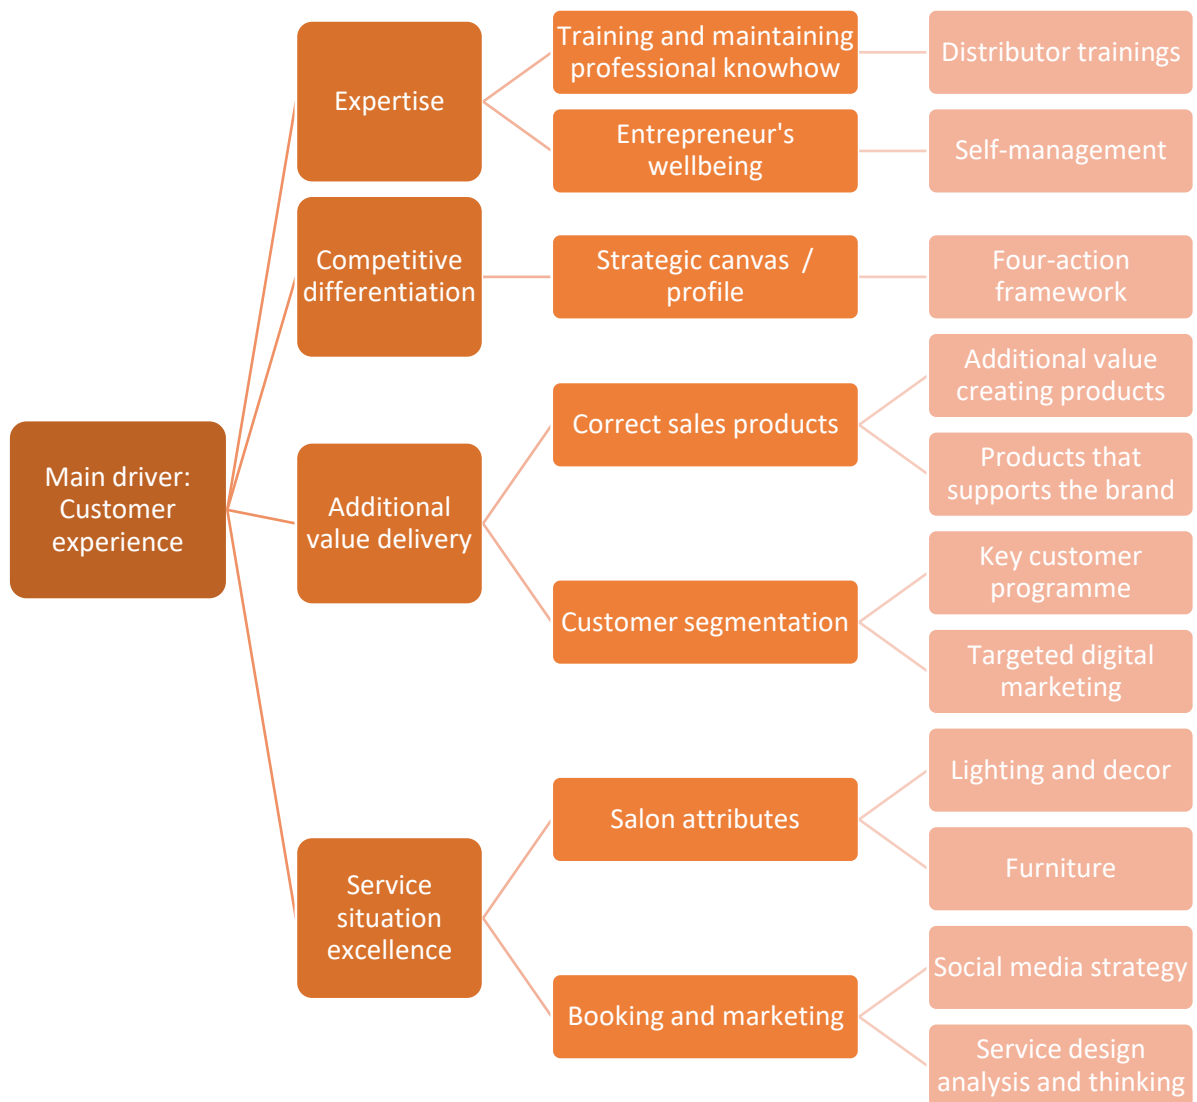 Main driver:
Customer
experience
Expertise
Training and maintaining
professional knowhow
Distributor trainings
Entrepreneur's
wellbeing
Self-management
Competitive
differentiation
Strategic canvas /
profile
Four-action
framework
Additional
value delivery
Correct sales products
Additional value
creating products
Products that
supports the brand
Customer segmentation
Key customer
programme
Targeted digital
marketing
Service
situation
excellence
Salon attributes
Lighting and decor
Furniture
Booking and marketing
Social media strategy
Service design
analysis and thinking